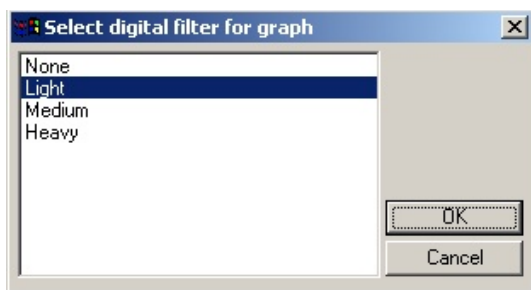 Select digital filter for graph
None
Light
Medium
Heavy
OK
Cancel